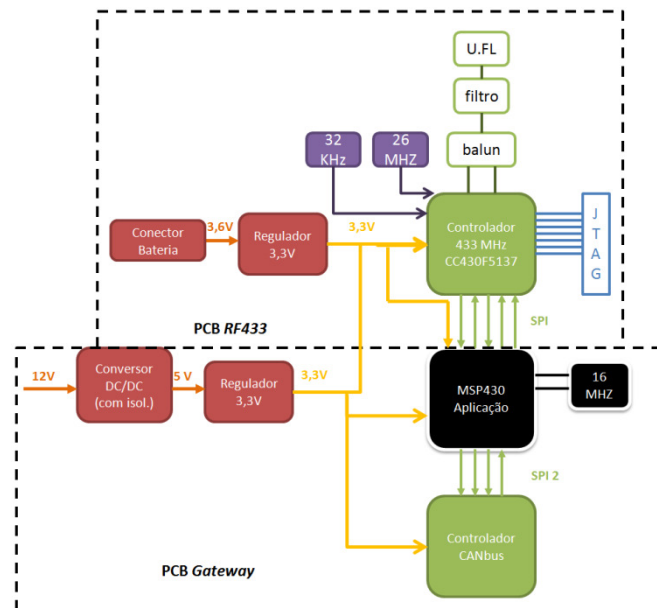 U.FL
filtro
32
KHz
26
MHZ
balun
Conector
Bateria
3,6V
Regulador
3,3V
3,3V
Controlador
433 MHz
CC430F5137
J
T
A
G
PCB RF433
SPI
12V
Conversor
DC/DC
(com isol.)
5 V
Regulador
3,3V
3,3V
MSP430
Aplicação
16
MHZ
SPI 2
Controlador
CANbus
PCB Gateway